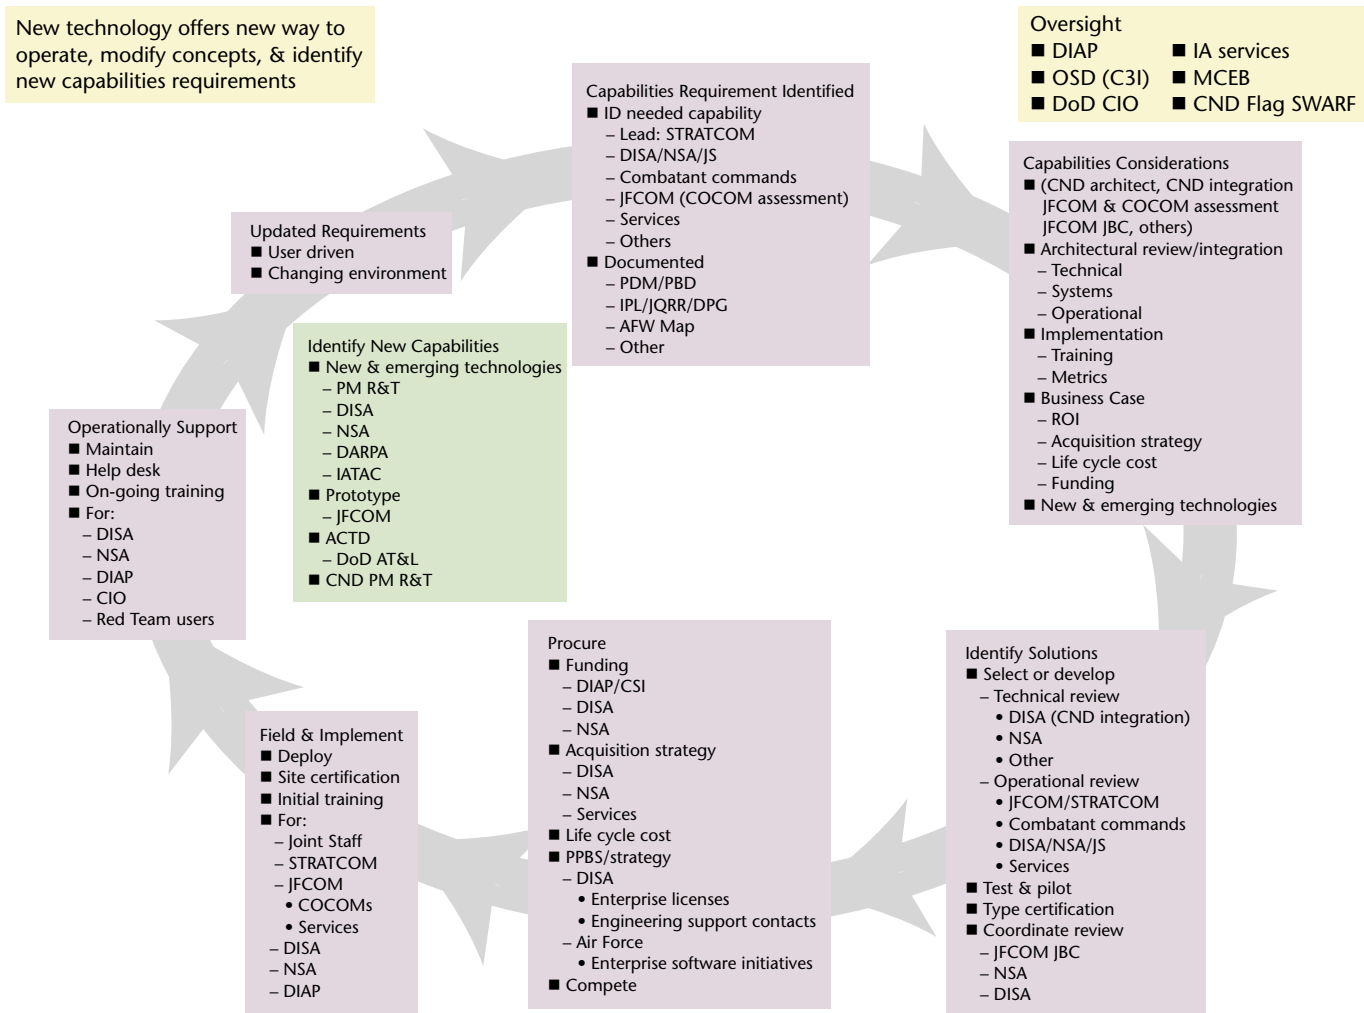 New technology offers new way to
operate, modify concepts, & identify
new capabilities requirements
Oversight
■ DIAP ■ IA services
■ OSD (C3I) ■ MCEB
■ DoD CIO ■ CND Flag SWARF
Capabilities Requirement Identified
■ ID needed capability
– Lead: STRATCOM
– DISA/NSA/JS
– Combatant commands
– JFCOM (COCOM assessment)
– Services
– Others
■ Documented
– PDM/PBD
– IPL/JQRR/DPG
– AFW Map
– Other
Capabilities Considerations
■ (CND architect, CND integration
JFCOM & COCOM assessment
JFCOM JBC, others)
■ Architectural review/integration
– Technical
– Systems
– Operational
■ Implementation
– Training
– Metrics
■ Business Case
– ROI
– Acquisition strategy
– Life cycle cost
– Funding
■ New & emerging technologies
Identify Solutions
■ Select or develop
– Technical review
• DISA (CND integration)
• NSA
• Other
– Operational review
• JFCOM/STRATCOM
• Combatant commands
• DISA/NSA/JS
• Services
■ Test & pilot
■ Type certification
■ Coordinate review
– JFCOM JBC
– NSA
– DISA
Procure
■ Funding
– DIAP/CSI
– DISA
– NSA
■ Acquisition strategy
– DISA
– NSA
– Services
■ Life cycle cost
■ PPBS/strategy
– DISA
• Enterprise licenses
• Engineering support contacts
– Air Force
• Enterprise software initiatives
■ Compete
Field & Implement
■ Deploy
■ Site certification
■ Initial training
■ For:
– Joint Staff
– STRATCOM
– JFCOM
• COCOMs
• Services
– DISA
– NSA
– DIAP
Operationally Support
■ Maintain
■ Help desk
■ On-going training
■ For:
– DISA
– NSA
– DIAP
– CIO
– Red Team users
Updated Requirements
■ User driven
■ Changing environment
Identify New Capabilities
■ New & emerging technologies
– PM R&T
– DISA
– NSA
– DARPA
– IATAC
■ Prototype
– JFCOM
■ ACTD
– DoD AT&L
■ CND PM R&T